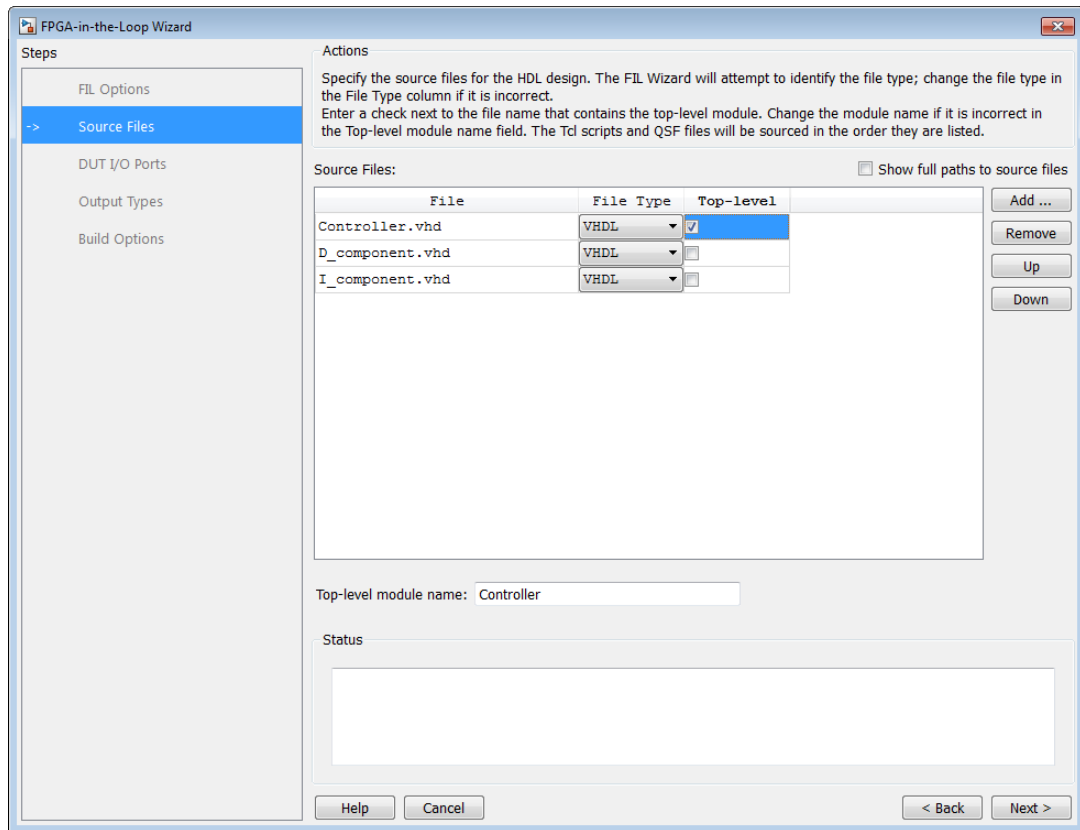 FPGA-in-the-Loop Wizard
Steps
FIL Options
-> Source Files
DUT I/O Ports
Output Types
Build Options
Actions
Specify the source files for the HDL design. The FIL Wizard will attempt to identify the file type; change the file type in
the File Type column if it is incorrect.
Enter a check next to the file name that contains the top-level module. Change the module name if it is incorrect in
the Top-level module name field. The Tcl scripts and QSF files will be sourced in the order they are listed.
Source Files: Show full paths to source files
File File Type Top-level
Controller.vhd VHDL
D_component.vhd VHDL
I_component.vhd VHDL
Add ...
Remove
Up
Down
Top-level module name: Controller
Status
Help Cancel < Back Next >